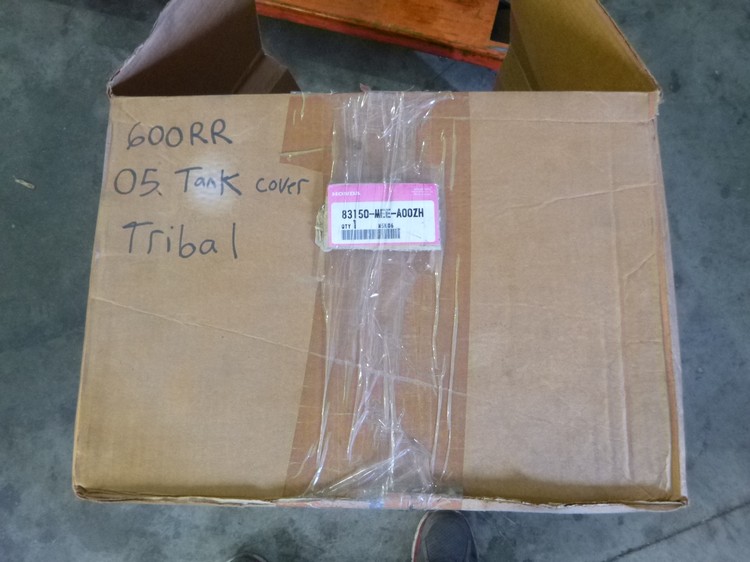 600RR
05. Tank cover
Tribal
83150-MEE-A00ZH
QTY 1